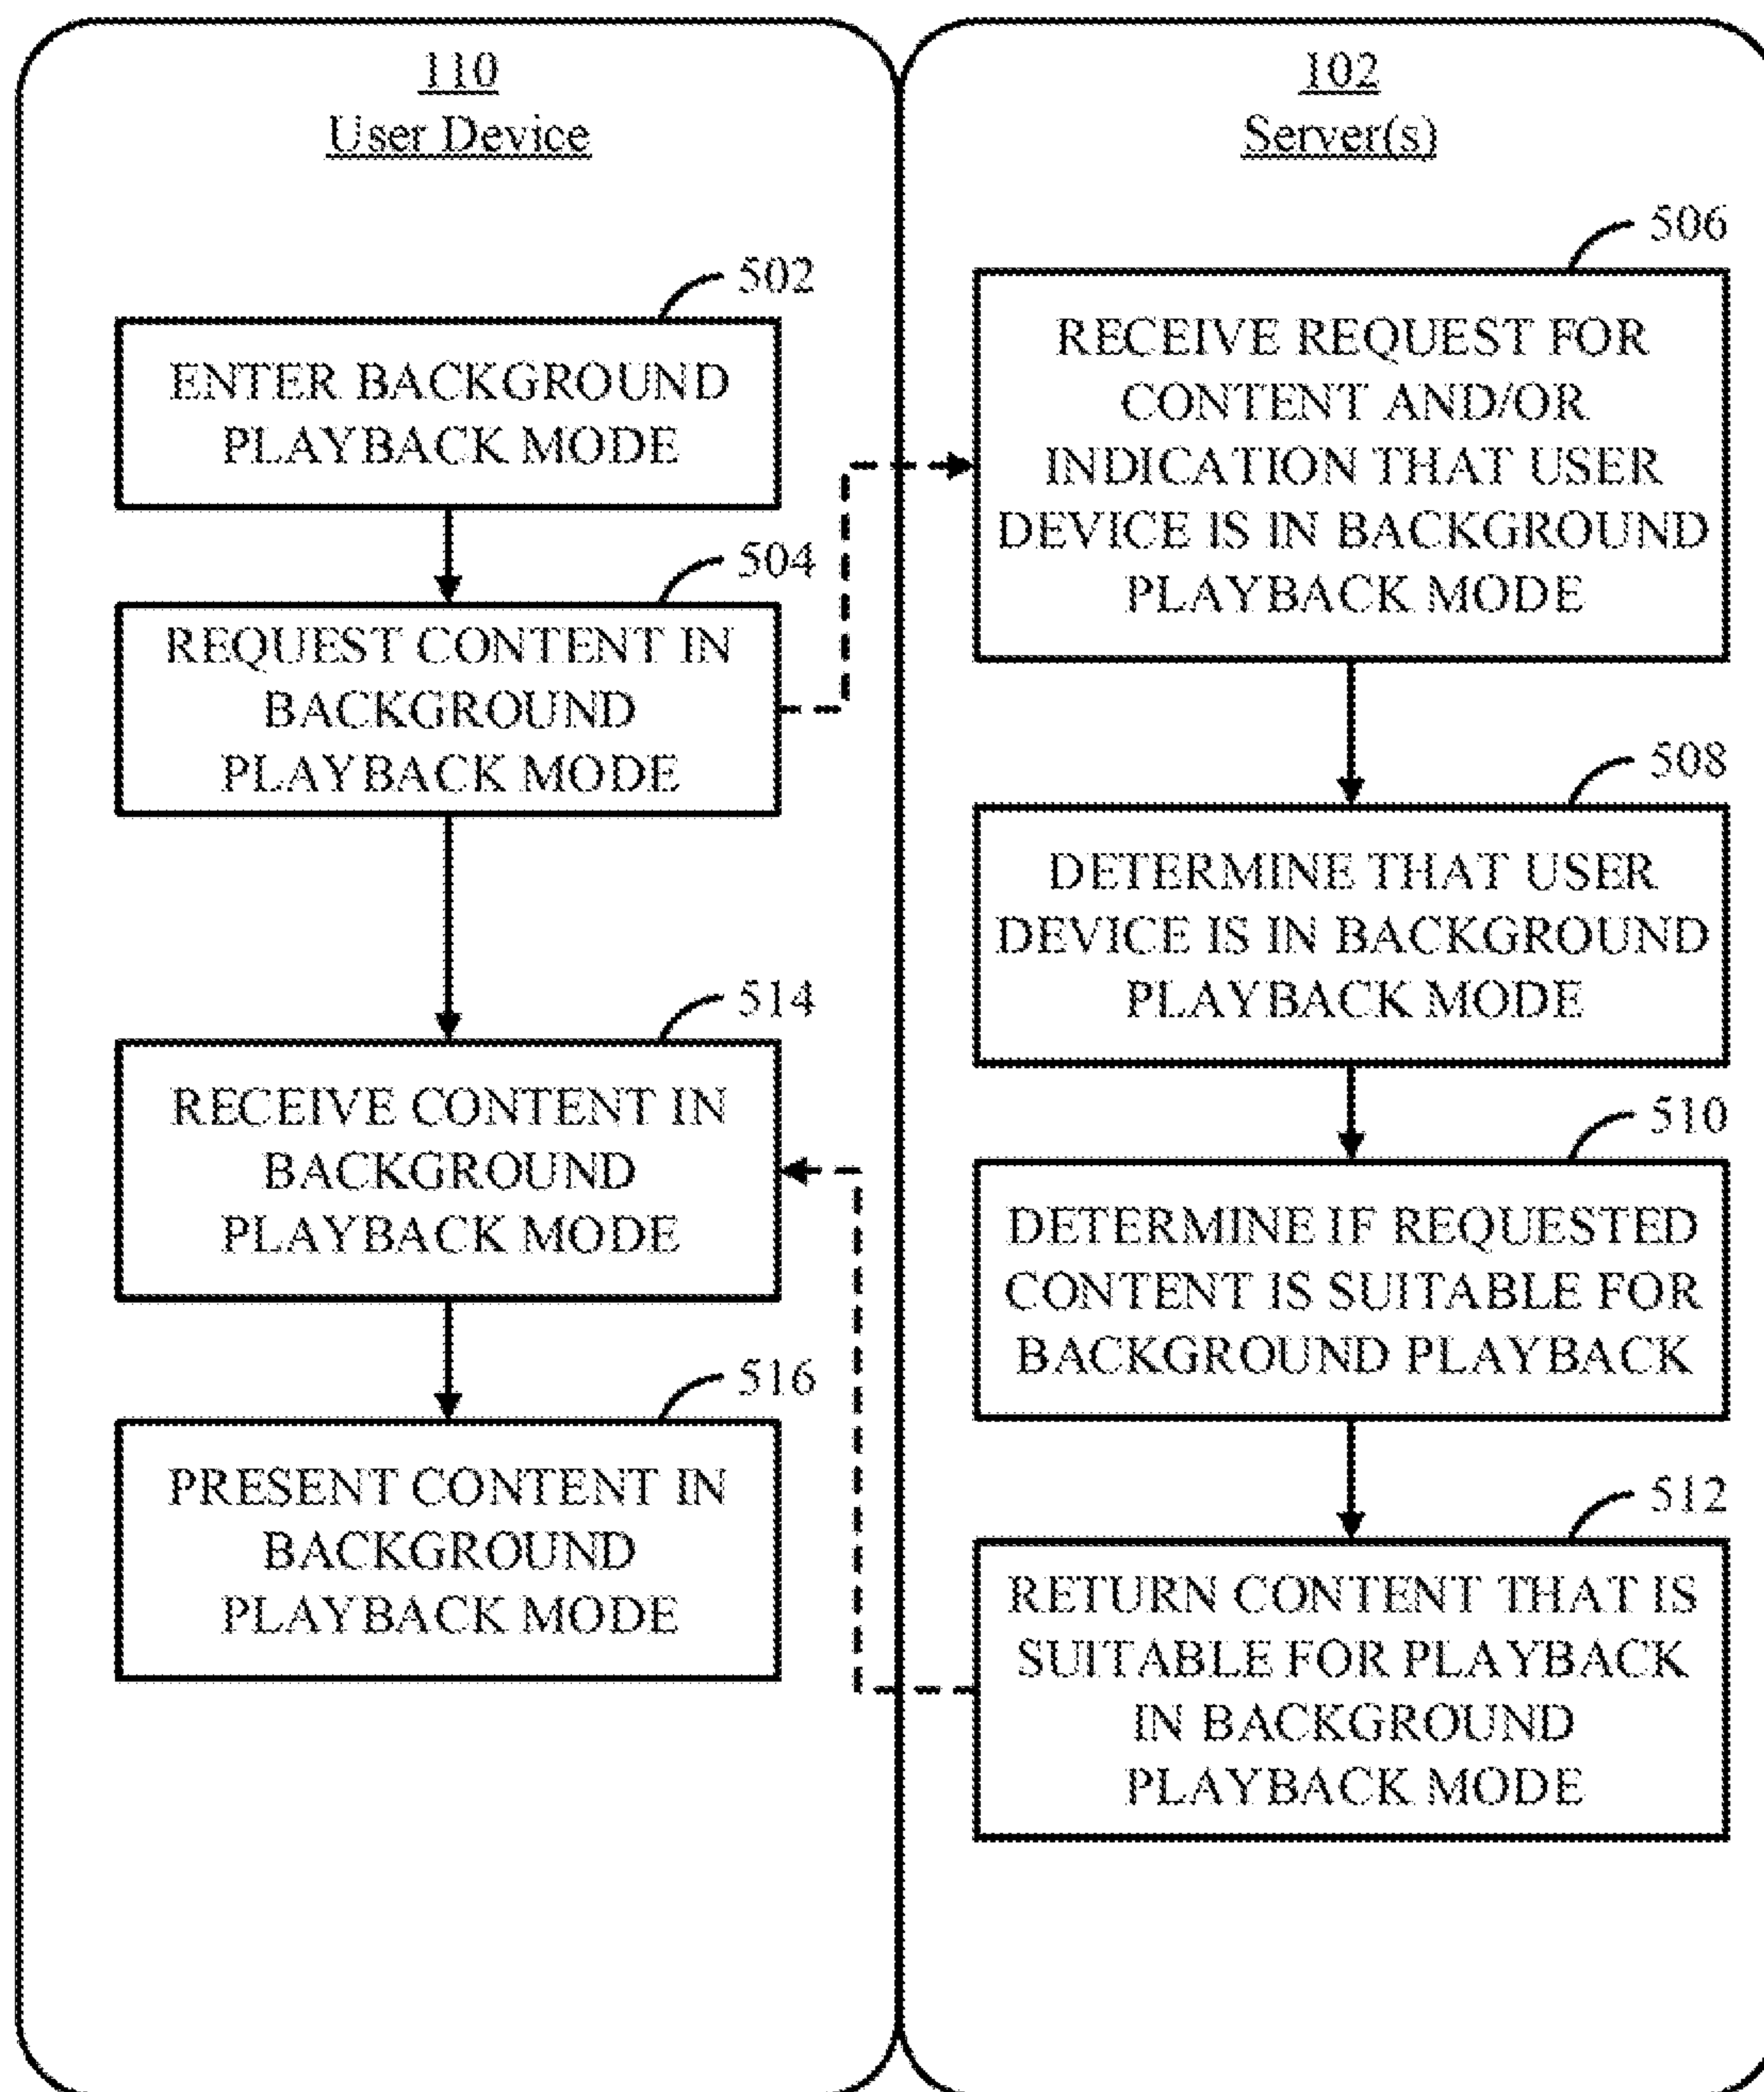 110
User Device
502
ENTER BACKGROUND
PLAYBACK MODE
504
REQUEST CONTENT IN
BACKGROUND
PLAYBACK MODE
514
RECEIVE CONTENT IN
BACKGROUND
PLAYBACK MODE
516
PRESENT CONTENT IN
BACKGROUND
PLAYBACK MODE
102
Server(s)
506
RECEIVE REQUEST FOR
CONTENT AND/OR
INDICATION THAT USER
DEVICE IS IN BACKGROUND
PLAYBACK MODE
508
DETERMINE THAT USER
DEVICE IS IN BACKGROUND
PLAYBACK MODE
510
DETERMINE IF REQUESTED
CONTENT IS SUITABLE FOR
BACKGROUND PLAYBACK
512
RETURN CONTENT THAT IS
SUITABLE FOR PLAYBACK
IN BACKGROUND
PLAYBACK MODE